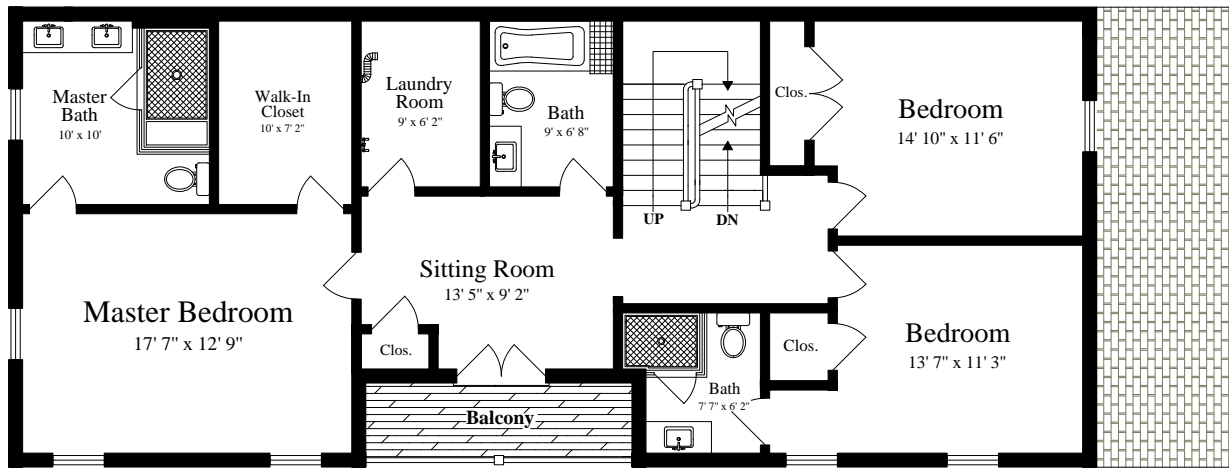 Master
Bath
10' x 10'
Walk-In
Closet
10' x 7' 2"
Laundry
Room
9' x 6' 2"
Bath
9' x 6' 8"
UP
DN
Clos.
Bedroom
14' 10" x 11' 6"
Master Bedroom
17' 7" x 12' 9"
Sitting Room
13' 5" x 9' 2"
Clos.
Balcony
Bath
7' 7" x 6' 2"
Clos.
Bedroom
13' 7" x 11' 3"